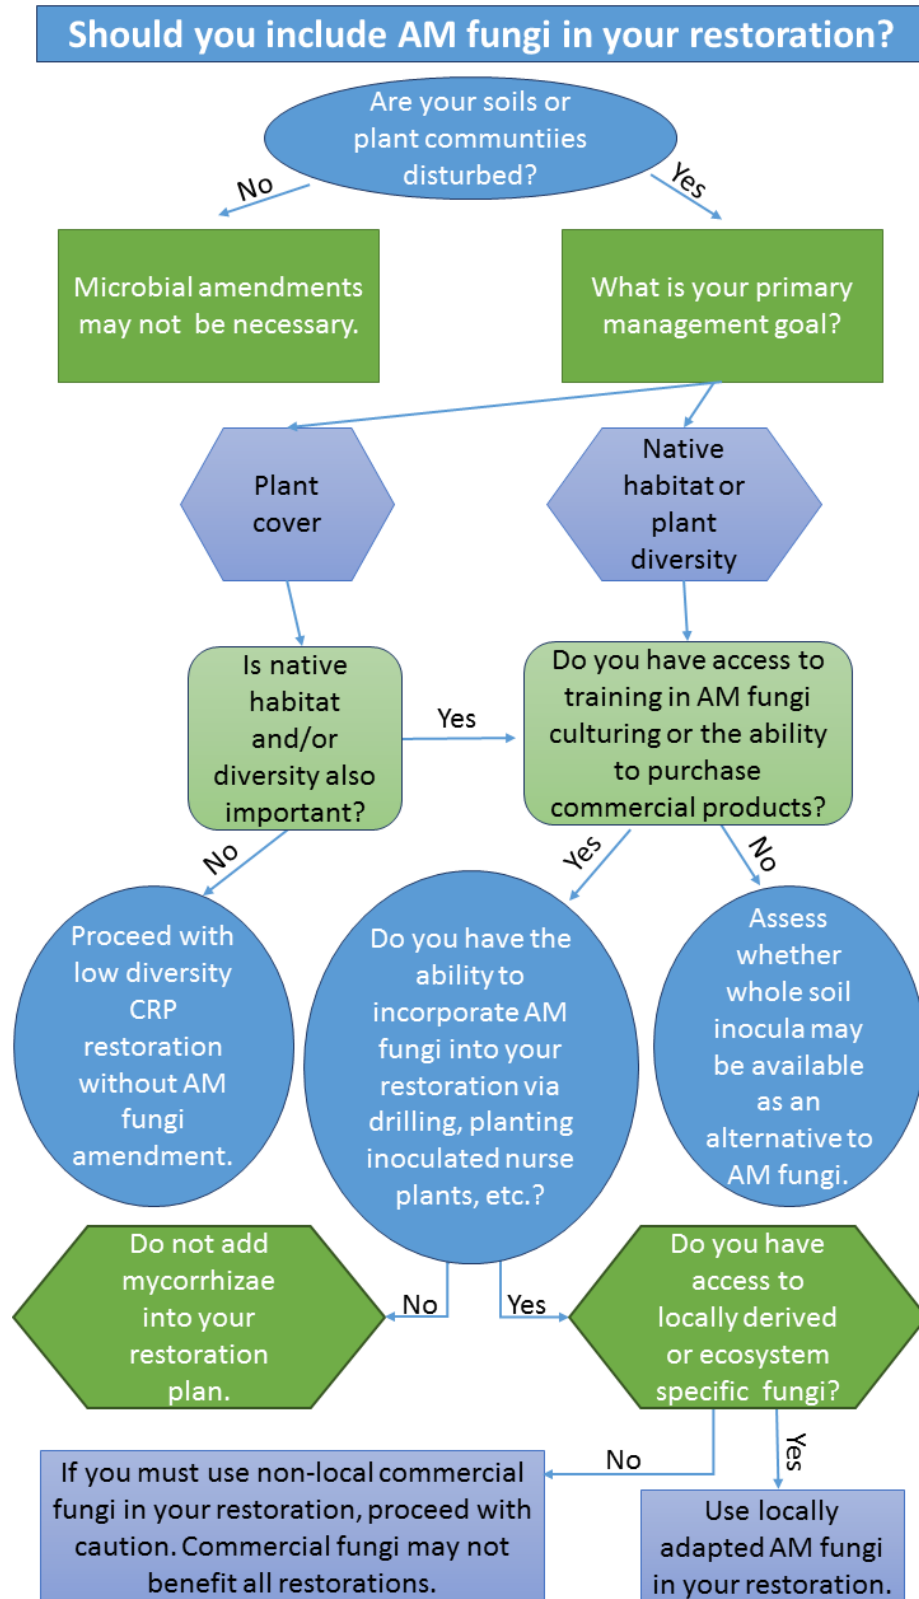 Should you include AM fungi in your restoration?
Are your soils or
plant communtiies
disturbed?
No
Yes
Microbial amendments
may not be necessary.
What is your primary
management goal?
Plant
cover
Native
habitat or
plant
diversity
Is native
habitat
and/or
diversity also
important?
Yes
Do you have access to
training in AM fungi
culturing or the ability
to purchase
commercial products?
No
Yes
No
Proceed with
low diversity
CRP
restoration
without AM
fungi
amendment.
Do you have the
ability to
incorporate AM
fungi into your
restoration via
drilling, planting
inoculated nurse
plants, etc.?
Assess
whether
whole soil
inocula may
be available
as an
alternative to
AM fungi.
Do not add
mycorrhizae
into your
restoration
plan.
No
Yes
Do you have
access to
locally derived
or ecosystem
specific fungi?
No
Yes
If you must use non-local commercial
fungi in your restoration, proceed with
caution. Commercial fungi may not
benefit all restorations.
Use locally
adapted AM fungi
in your restoration.